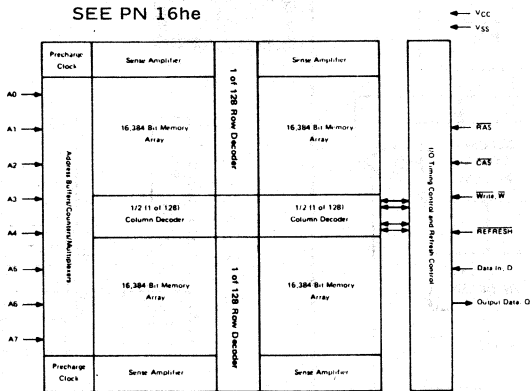 SEE PN 16he
VCC
VSS
Precharge
Clock
Sense Amplifier
Sense Amplifier
1 of 128 Row Decoder
A0
A1
A2
A3
A4
A5
A6
A7
Address Buffers/Counters/Multiplexers
16,384 Bit Memory
Array
16,384 Bit Memory
Array
1/2 (1 of 128)
Column Decoder
1/2 (1 of 128)
Column Decoder
16,384 Bit Memory
Array
16,384 Bit Memory
Array
1 of 128 Row Decoder
Precharge
Clock
Sense Amplifier
Sense Amplifier
I/O Timing Control and Refresh Control
RAS
CAS
Write, W
REFRESH
Data In, D
Output Data, Q